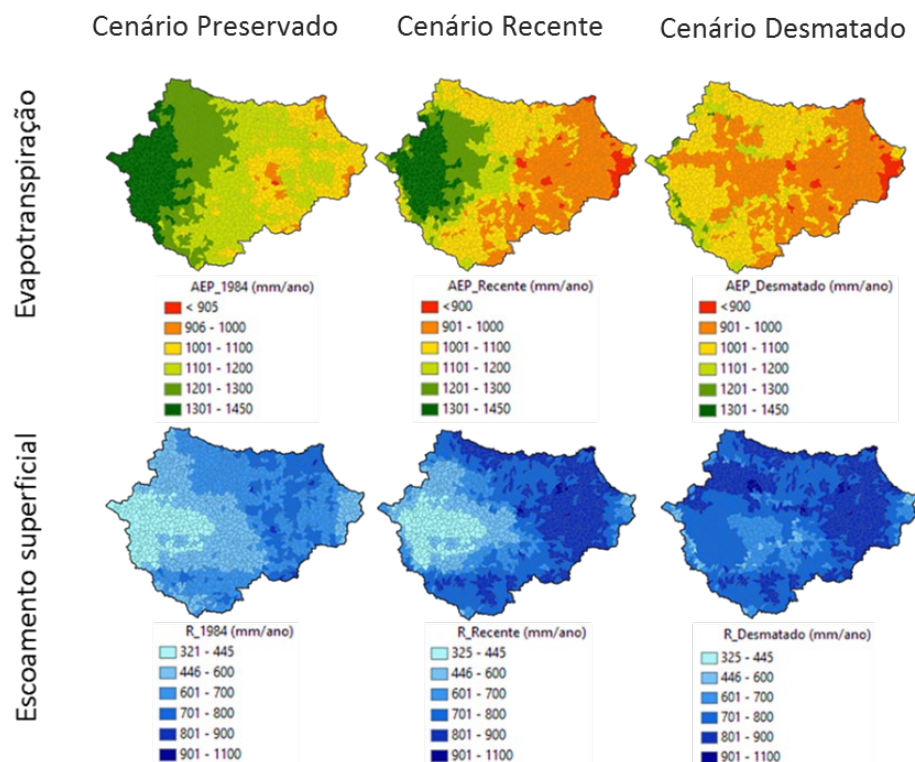 Cenário Preservado
Cenário Recente
Cenário Desmatado
Evapotranspiração
AEP_1984 (mm/ano)
< 905
906 - 1000
1001 - 1100
1101 - 1200
1201 - 1300
1301 - 1450
AEP_Recente (mm/ano)
<900
901 - 1000
1001 - 1100
1101 - 1200
1201 - 1300
1301 - 1450
AEP_Desmatado (mm/ano)
<900
901 - 1000
1001 - 1100
1101 - 1200
1201 - 1300
1301 - 1450
Escoamento superficial
R_1984 (mm/ano)
321 - 445
446 - 600
601 - 700
701 - 800
801 - 900
901 - 1100
R_Recente (mm/ano)
325 - 445
446 - 600
601 - 700
701 - 800
801 - 900
901 - 1100
R_Desmatado (mm/ano)
325 - 445
446 - 600
601 - 700
701 - 800
801 - 900
901 - 1100